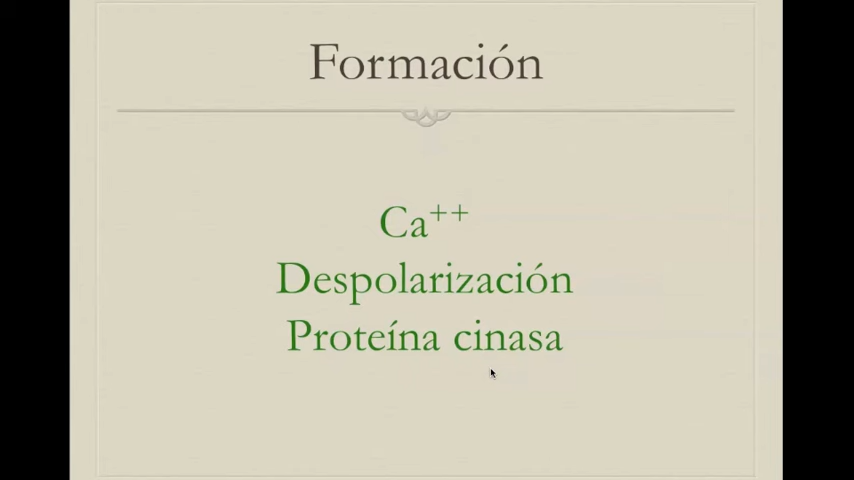 Formación
Ca⁺⁺
Despolarización
Proteína cinasa